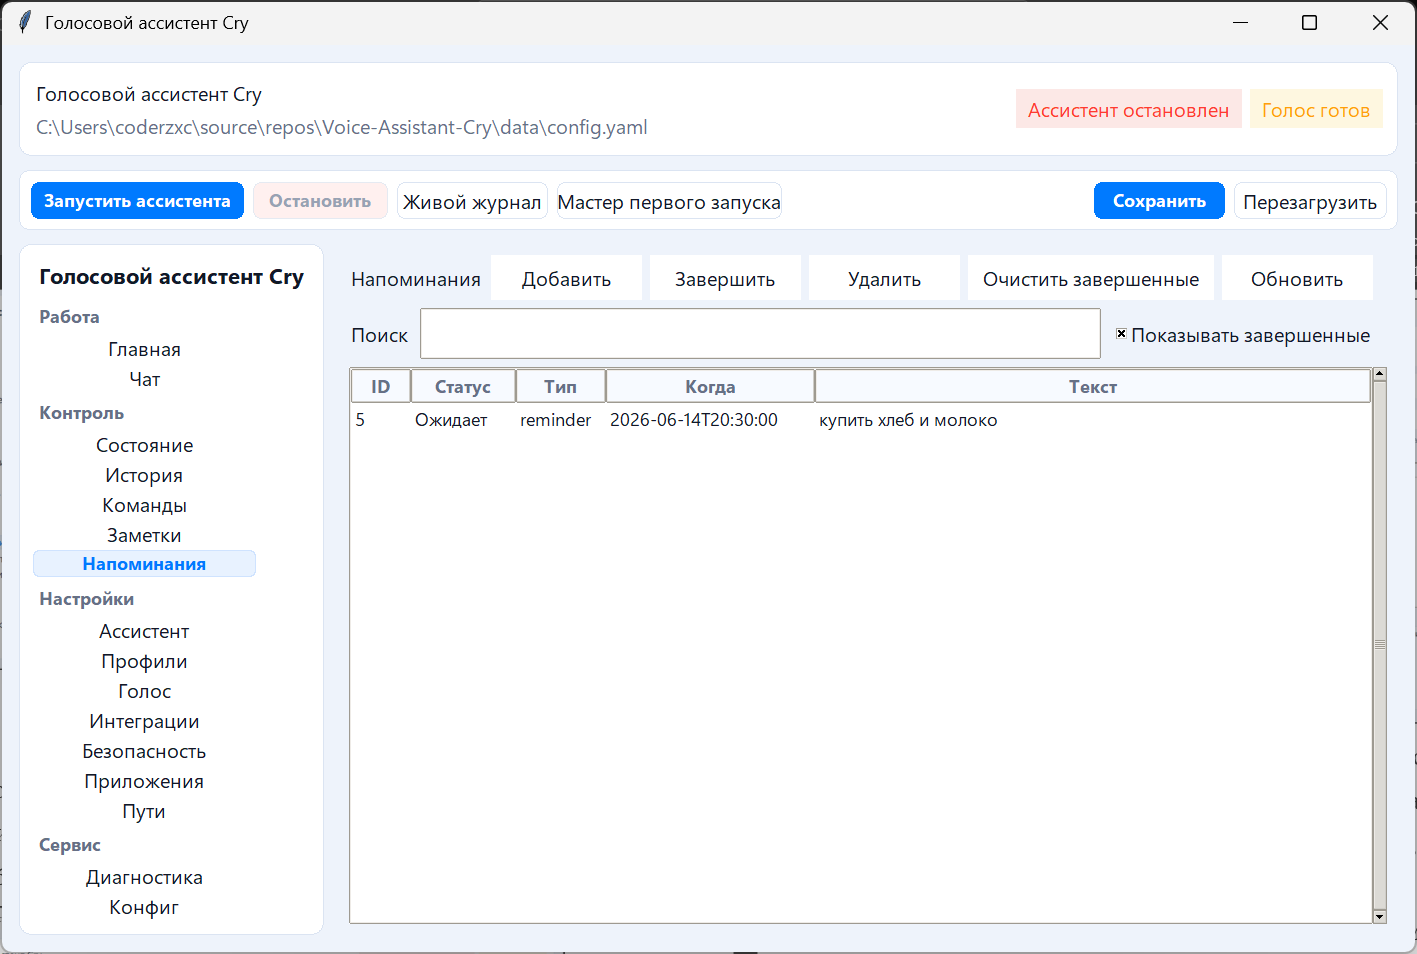 Голосовой ассистент Cry
Голосовой ассистент Cry
C:\Users\coderzxc\source\repos\Voice-Assistant-Cry\data\config.yaml
Ассистент остановлен
Голос готов
Запустить ассистента
Остановить
Живой журнал
Мастер первого запуска
Сохранить
Перезагрузить
Голосовой ассистент Cry
Работа
Главная
Чат
Контроль
Состояние
История
Команды
Заметки
Напоминания
Настройки
Ассистент
Профили
Голос
Интеграции
Безопасность
Приложения
Пути
Сервис
Диагностика
Конфиг
Напоминания
Добавить
Завершить
Удалить
Очистить завершенные
Обновить
Поиск
Показывать завершенные
ID Статус Тип Когда Текст
5 Ожидает reminder 2026-06-14T20:30:00 купить хлеб и молоко